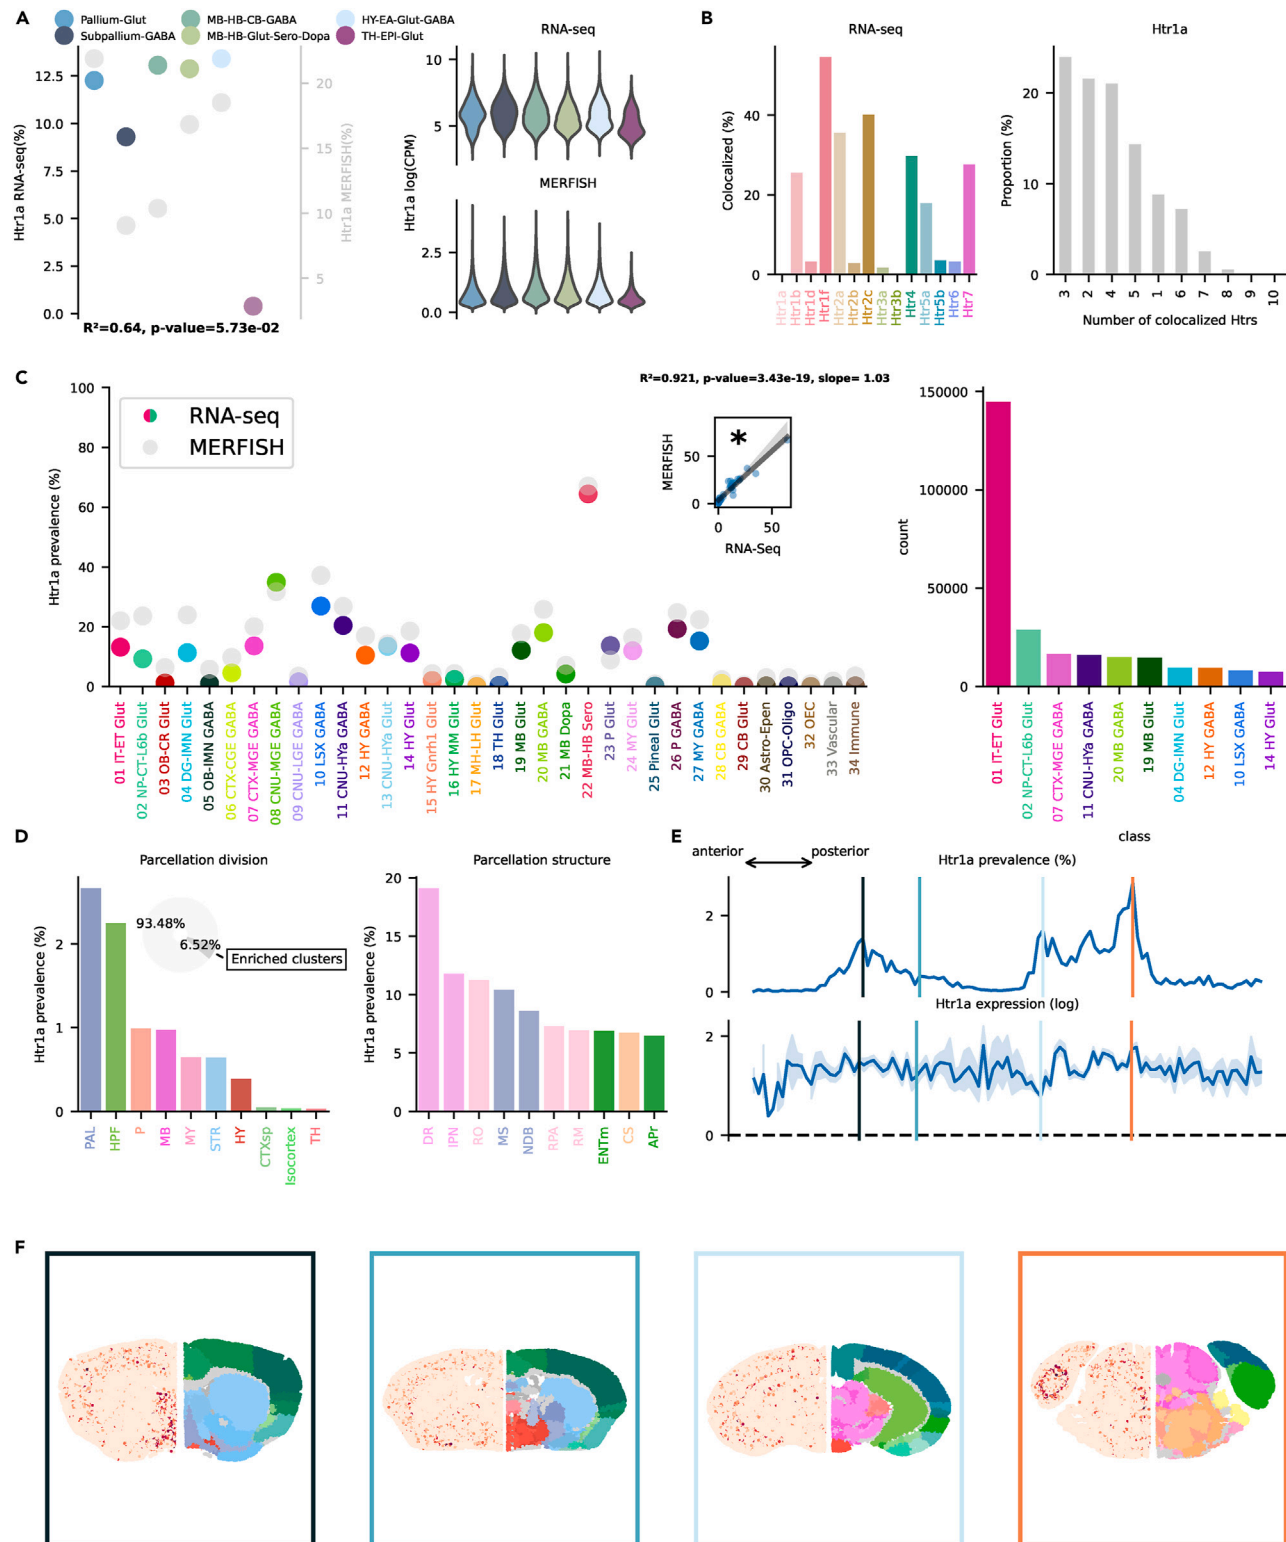 A
Pallium-Glut
Subpallium-GABA
MB-HB-CB-GABA
MB-HB-Glut-Sero-Dopa
HY-EA-Glut-GABA
TH-EPI-Glut
Htr1a RNA-seq(%)
12.5
10.0
7.5
5.0
2.5
0.0
Htr1a MERFISH(%)
20
15
10
5
R²=0.64, p-value=5.73e-02
RNA-seq
Htr1a log(CPM)
10
5
MERFISH
2.5
0.0
B
RNA-seq
Colocalized (%)
40
20
0
Htr1a
Htr1b
Htr1d
Htr1f
Htr2a
Htr2b
Htr2c
Htr3a
Htr3b
Htr4
Htr5a
Htr5b
Htr6
Htr7
Htr1a
Proportion (%)
20
10
0
3
2
4
5
1
6
7
8
9
10
Number of colocalized Htrs
C
Htr1a prevalence (%)
100
80
60
40
20
0
RNA-seq
MERFISH
R²=0.921, p-value=3.43e-19, slope= 1.03
MERFISH
50
0
*
0
50
RNA-Seq
01 IT-ET Glut
02 NP-CT-L6b Glut
03 OB-CR Glut
04 DG-IMN Glut
05 OB-IMN GABA
06 CTX-CGE GABA
07 CTX-MGE GABA
08 CNU-MGE GABA
09 CNU-LGE GABA
10 LSX GABA
11 CNU-HYa GABA
12 HY GABA
13 CNU-HYa Glut
14 HY Glut
15 HY Gnrh1 Glut
16 HY MM Glut
17 MH-LH Glut
18 TH Glut
19 MB Glut
20 MB GABA
21 MB Dopa
22 MB-HB Sero
23 P Glut
24 MY Glut
25 Pineal Glut
26 P GABA
27 MY GABA
28 CB GABA
29 CB Glut
30 Astro-Epen
31 OPC-Oligo
32 OEC
33 Vascular
34 Immune
count
150000
100000
50000
0
01 IT-ET Glut
02 NP-CT-L6b Glut
07 CTX-MGE GABA
11 CNU-HYa GABA
20 MB GABA
19 MB Glut
04 DG-IMN Glut
12 HY GABA
10 LSX GABA
14 HY Glut
class
D
Parcellation division
Htr1a prevalence (%)
2
1
0
93.48%
6.52%
Enriched clusters
PAL
HPF
P
MB
MY
STR
HY
CTXsp
Isocortex
TH
Parcellation structure
Htr1a prevalence (%)
20
15
10
5
0
DR
IPN
RO
MS
NDB
RPA
RM
ENTm
CS
APr
E
anterior
posterior
Htr1a prevalence (%)
2
0
Htr1a expression (log)
2
0
F